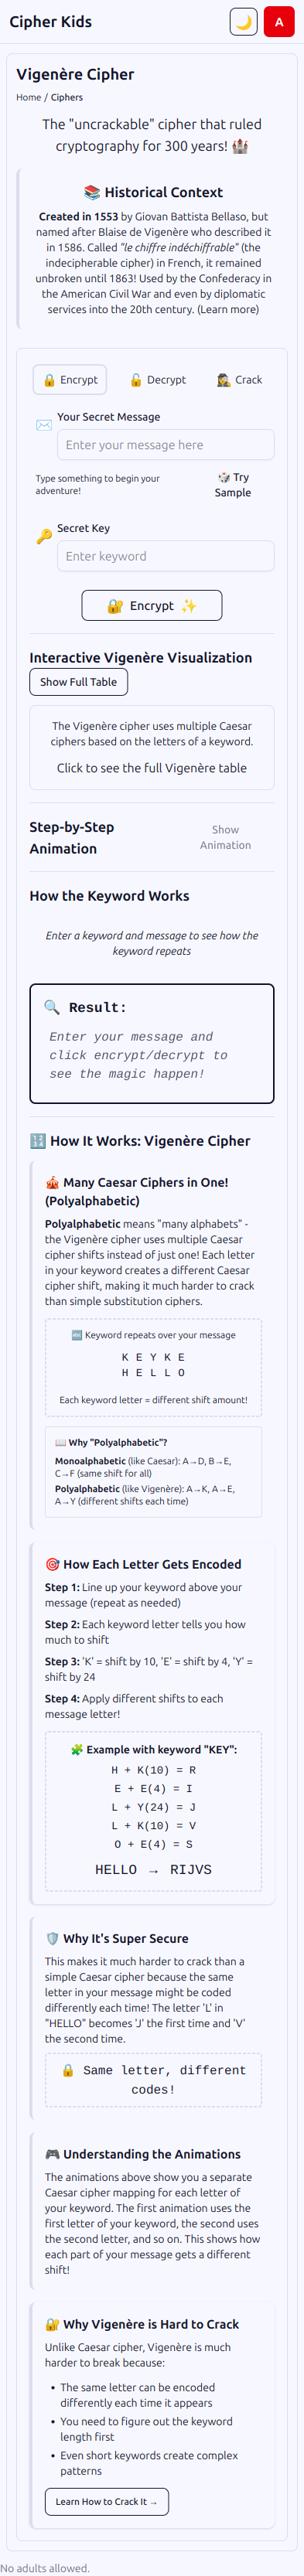 Cipher Kids
A
Vigenère Cipher
Home / Ciphers
The "uncrackable" cipher that ruled
cryptography for 300 years! 🏰
📚 Historical Context
Created in 1553 by Giovan Battista Bellaso, but
named after Blaise de Vigenère who described it
in 1586. Called "le chiffre indéchiffrable" (the
indecipherable cipher) in French, it remained
unbroken until 1863! Used by the Confederacy in
the American Civil War and even by diplomatic
services into the 20th century. (Learn more)
🔒 Encrypt
🔓 Decrypt
🕵️ Crack
Your Secret Message
Enter your message here
Type something to begin your
adventure!
🎲 Try
Sample
Secret Key
Enter keyword
🔐 Encrypt ✨
Interactive Vigenère Visualization
Show Full Table
The Vigenère cipher uses multiple Caesar
ciphers based on the letters of a keyword.
Click to see the full Vigenère table
Step-by-Step
Animation
Show
Animation
How the Keyword Works
Enter a keyword and message to see how the
keyword repeats
🔍 Result:
Enter your message and
click encrypt/decrypt to
see the magic happen!
🔢 How It Works: Vigenère Cipher
🎪 Many Caesar Ciphers in One!
(Polyalphabetic)
Polyalphabetic means "many alphabets" -
the Vigenère cipher uses multiple Caesar
cipher shifts instead of just one! Each letter
in your keyword creates a different Caesar
cipher shift, making it much harder to crack
than simple substitution ciphers.
🔤 Keyword repeats over your message
K E Y K E
H E L L O
Each keyword letter = different shift amount!
📖 Why "Polyalphabetic"?
Monoalphabetic (like Caesar): A→D, B→E,
C→F (same shift for all)
Polyalphabetic (like Vigenère): A→K, A→E,
A→Y (different shifts each time)
🎯 How Each Letter Gets Encoded
Step 1: Line up your keyword above your
message (repeat as needed)
Step 2: Each keyword letter tells you how
much to shift
Step 3: 'K' = shift by 10, 'E' = shift by 4, 'Y' =
shift by 24
Step 4: Apply different shifts to each
message letter!
🧩 Example with keyword "KEY":
H + K(10) = R
E + E(4) = I
L + Y(24) = J
L + K(10) = V
O + E(4) = S
HELLO → RIJVS
🛡️ Why It's Super Secure
This makes it much harder to crack than a
simple Caesar cipher because the same
letter in your message might be coded
differently each time! The letter 'L' in
"HELLO" becomes 'J' the first time and 'V'
the second time.
🔒 Same letter, different
codes!
🎮 Understanding the Animations
The animations above show you a separate
Caesar cipher mapping for each letter of
your keyword. The first animation uses the
first letter of your keyword, the second uses
the second letter, and so on. This shows how
each part of your message gets a different
shift!
🔐 Why Vigenère is Hard to Crack
Unlike Caesar cipher, Vigenère is much
harder to break because:
• The same letter can be encoded
differently each time it appears
• You need to figure out the keyword
length first
• Even short keywords create complex
patterns
Learn How to Crack It →
No adults allowed.